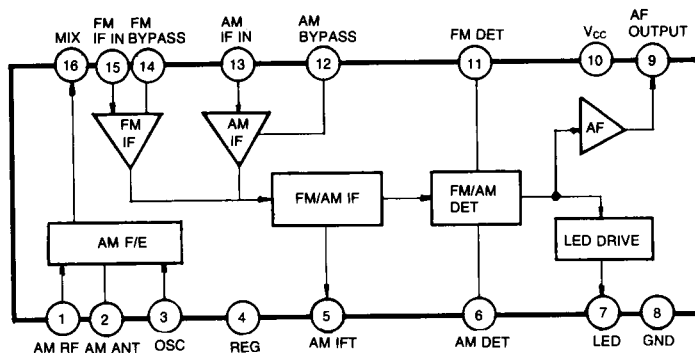 MIX
FM
IF IN
FM
BYPASS
AM
IF IN
AM
BYPASS
FM DET
VCC
AF
OUTPUT
16
15
14
13
12
11
10
9
FM
IF
AM
IF
AF
FM/AM IF
FM/AM
DET
AM F/E
LED DRIVE
1
2
3
4
5
6
7
8
AM RF
AM ANT
OSC
REG
AM IFT
AM DET
LED
GND